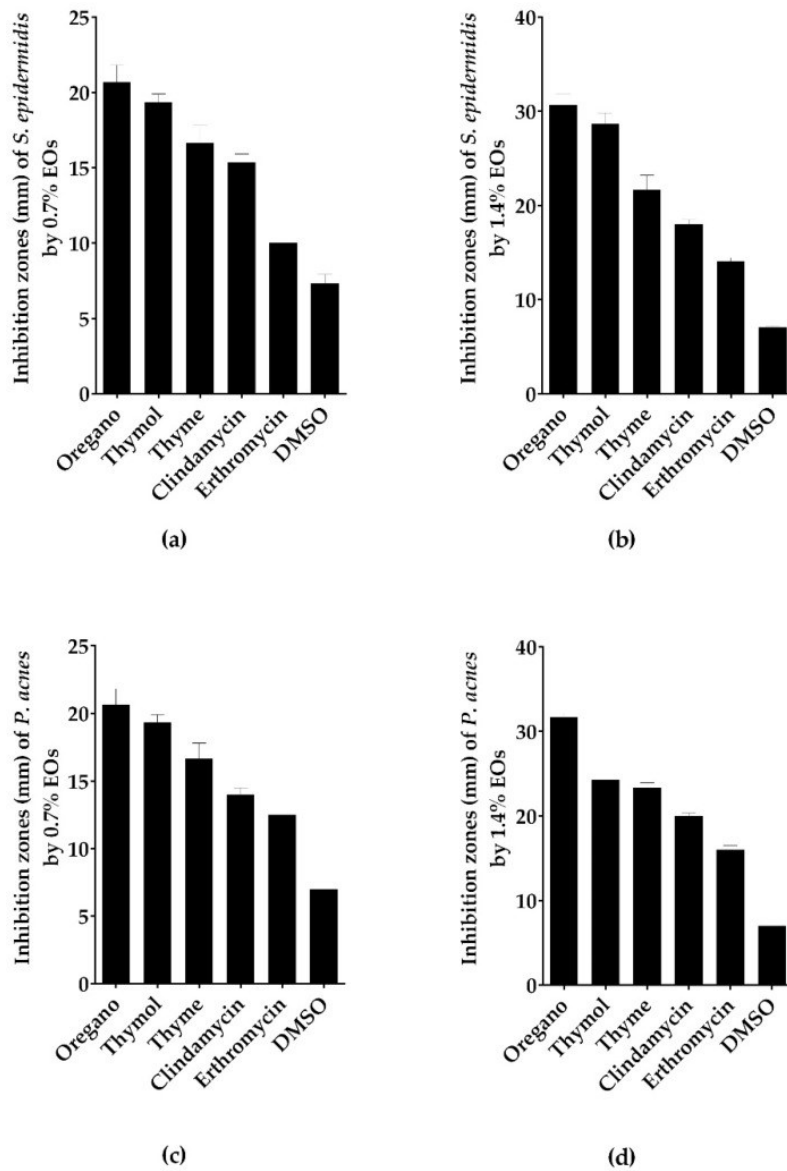 Inhibition zones (mm) of S. epidermidis
by 0.7% EOs
25
20
15
10
5
0
Oregano
Thymol
Thyme
Clindamycin
Erthromycin
DMSO
(a)
Inhibition zones (mm) of S. epidermidis
by 1.4% EOs
40
30
20
10
0
Oregano
Thymol
Thyme
Clindamycin
Erthromycin
DMSO
(b)
Inhibition zones (mm) of P. acnes
by 0.7% EOs
25
20
15
10
5
0
Oregano
Thymol
Thyme
Clindamycin
Erthromycin
DMSO
(c)
Inhibition zones (mm) of P. acnes
by 1.4% EOs
40
30
20
10
0
Oregano
Thymol
Thyme
Clindamycin
Erthromycin
DMSO
(d)